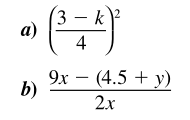 a) ((3 − k)/4)²
b) (9x − (4.5 + y))/2x